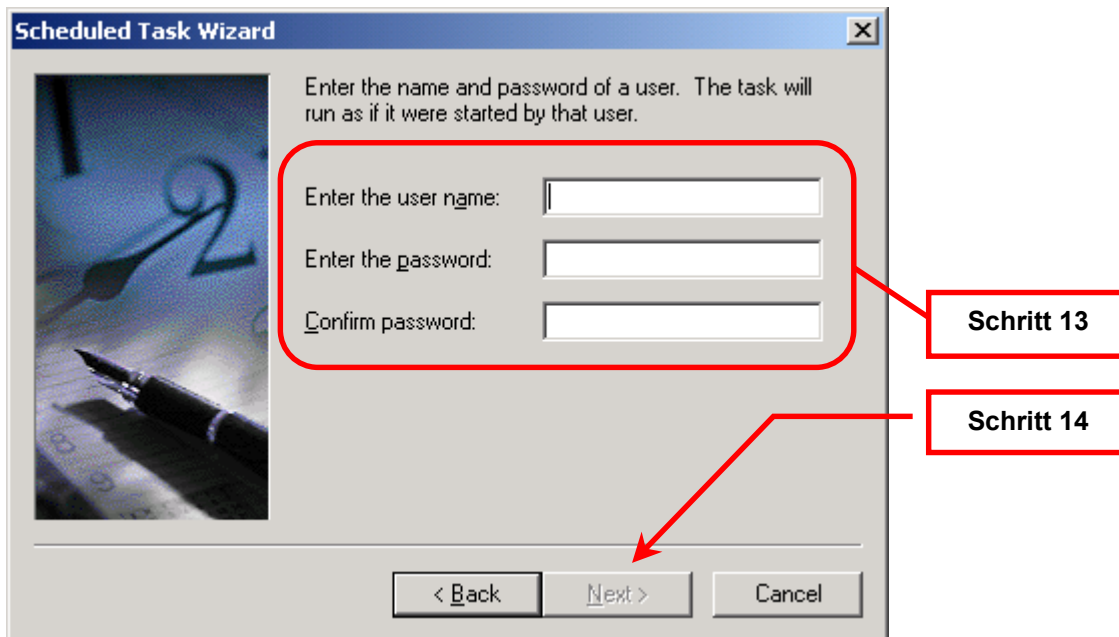 Scheduled Task Wizard
Enter the name and password of a user. The task will
run as if it were started by that user.
Enter the user name:
Enter the password:
Confirm password:
Schritt 13
Schritt 14
< Back
Next >
Cancel